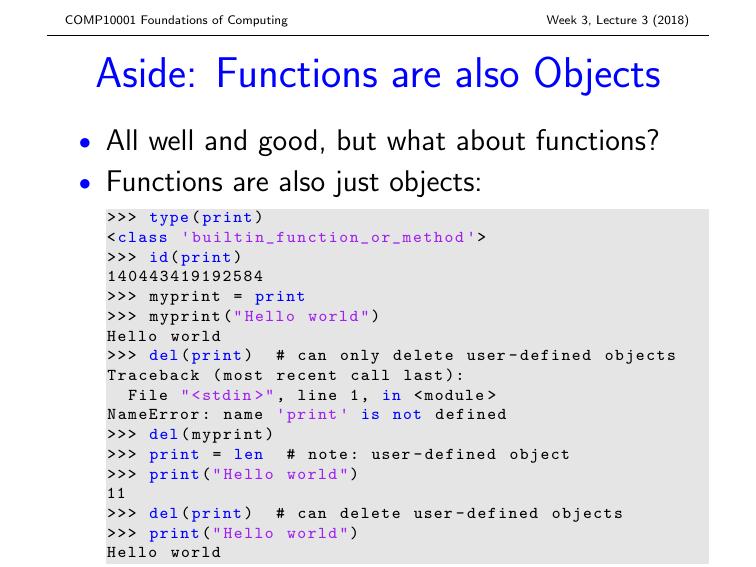 COMP10001 Foundations of Computing
Week 3, Lecture 3 (2018)
Aside: Functions are also Objects
• All well and good, but what about functions?
• Functions are also just objects:
>>> type(print)
<class 'builtin_function_or_method'>
>>> id(print)
140443419192584
>>> myprint = print
>>> myprint("Hello world")
Hello world
>>> del(print)  # can only delete user-defined objects
Traceback (most recent call last):
  File "<stdin>", line 1, in <module>
NameError: name 'print' is not defined
>>> del(myprint)
>>> print = len  # note: user-defined object
>>> print("Hello world")
11
>>> del(print)  # can delete user-defined objects
>>> print("Hello world")
Hello world